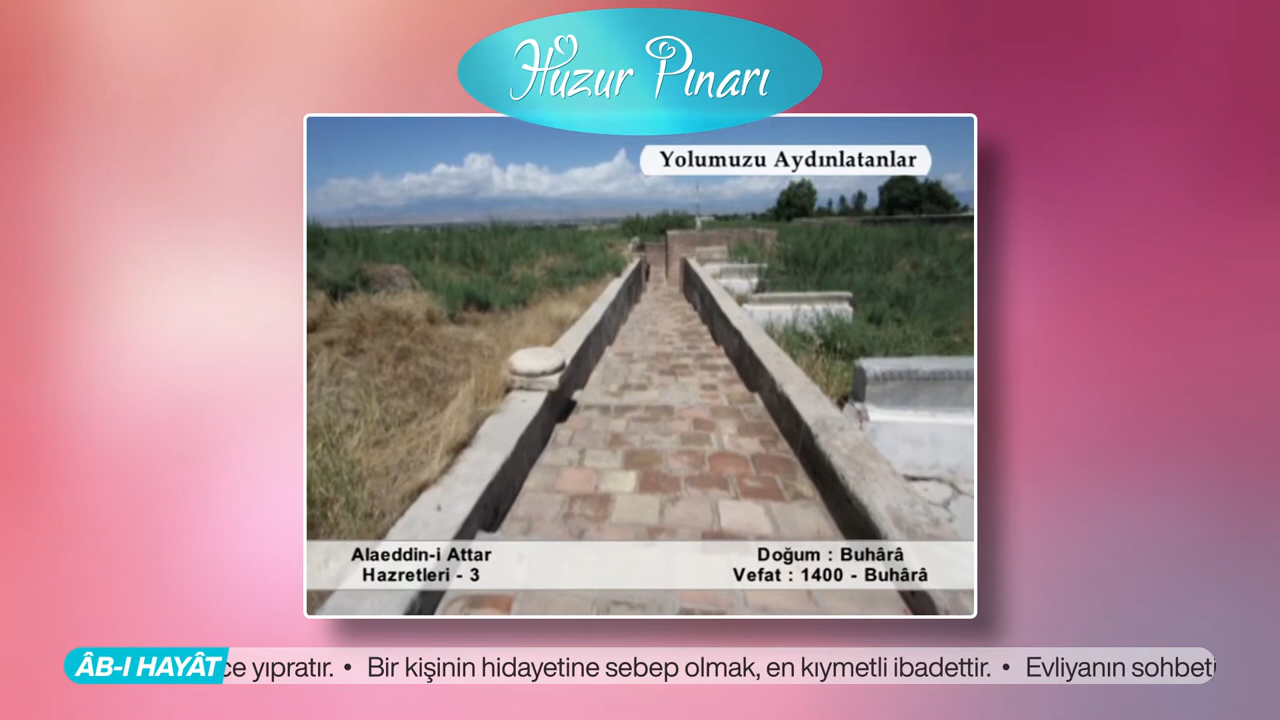 Huzur Pınarı
Yolumuzu Aydınlatanlar
Alaeddin-i Attar
Hazretleri - 3
Doğum : Buhârâ
Vefat : 1400 - Buhârâ
ÂB-I HAYÂT
ce yıpratır. • Bir kişinin hidayetine sebep olmak, en kıymetli ibadettir. • Evliyanın sohbeti